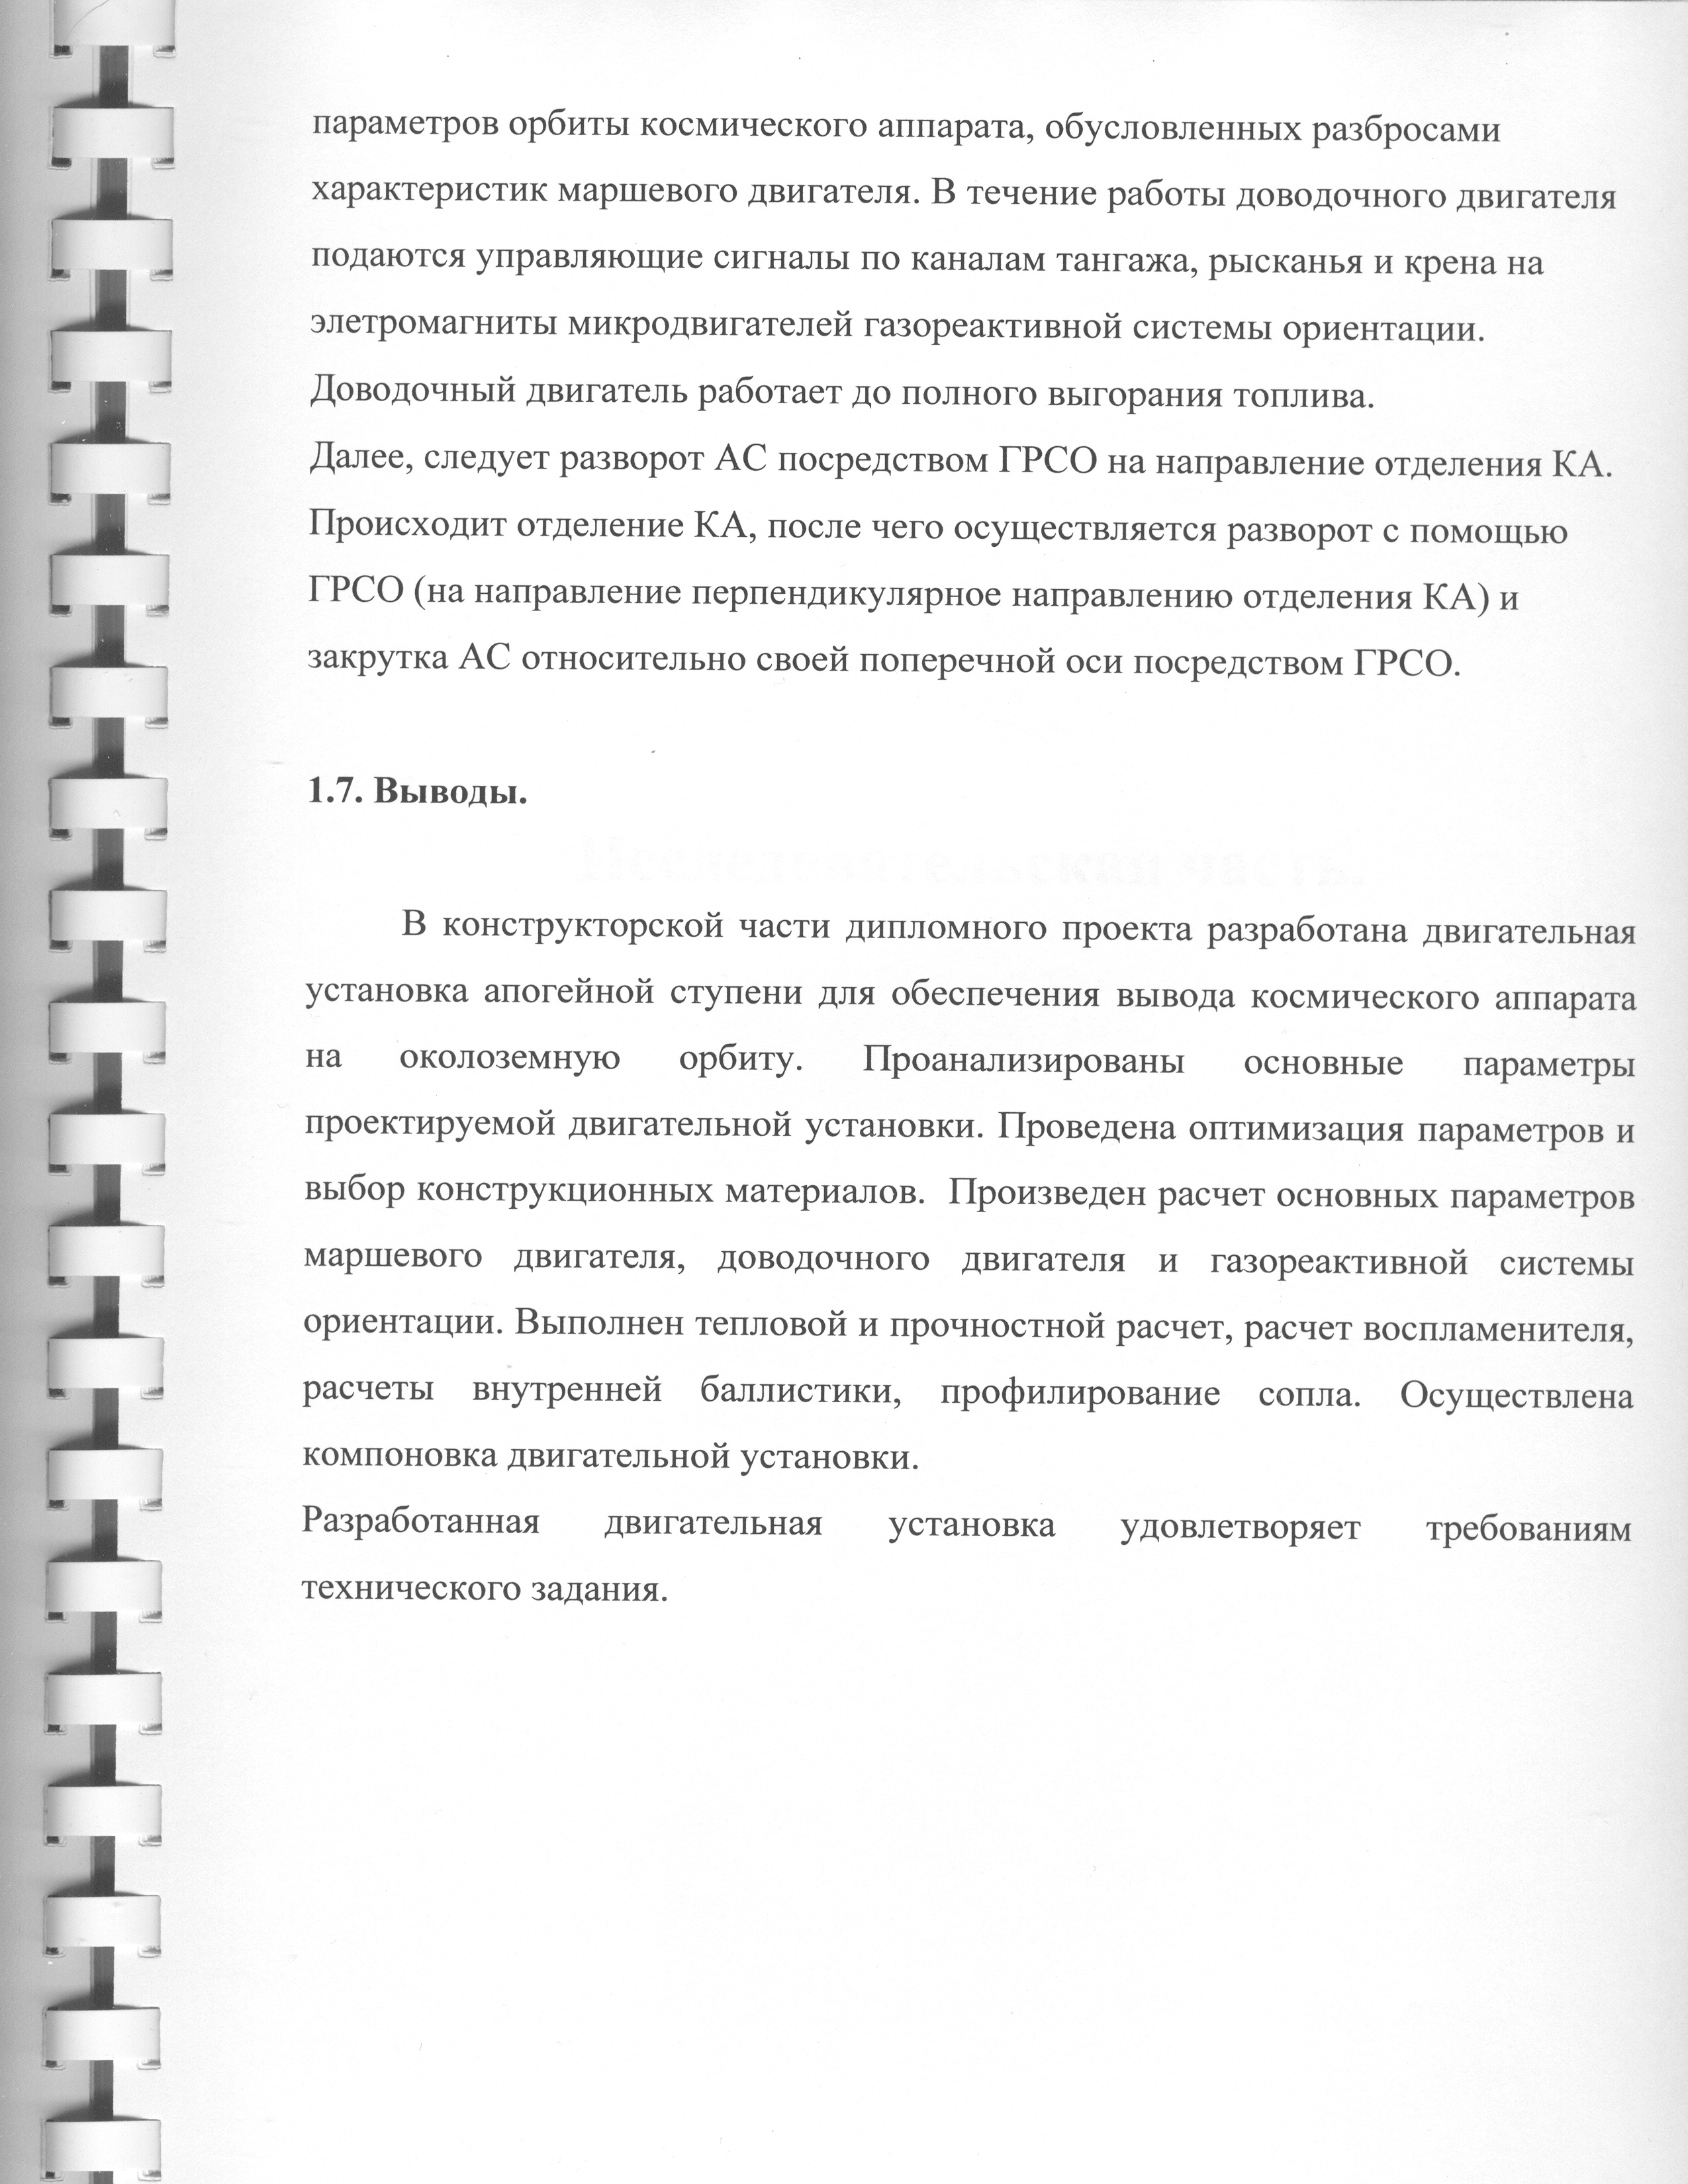 параметров орбиты космического аппарата, обусловленных разбросами
характеристик маршевого двигателя. В течение работы доводочного двигателя
подаются управляющие сигналы по каналам тангажа, рысканья и крена на
элетромагниты микродвигателей газореактивной системы ориентации.
Доводочный двигатель работает до полного выгорания топлива.
Далее, следует разворот АС посредством ГРСО на направление отделения КА.
Происходит отделение КА, после чего осуществляется разворот с помощью
ГРСО (на направление перпендикулярное направлению отделения КА) и
закрутка АС относительно своей поперечной оси посредством ГРСО.
1.7. Выводы.
Исследовательская часть.
В конструкторской части дипломного проекта разработана двигательная
установка апогейной ступени для обеспечения вывода космического аппарата
на околоземную орбиту. Проанализированы основные параметры
проектируемой двигательной установки. Проведена оптимизация параметров и
выбор конструкционных материалов. Произведен расчет основных параметров
маршевого двигателя, доводочного двигателя и газореактивной системы
ориентации. Выполнен тепловой и прочностной расчет, расчет воспламенителя,
расчеты внутренней баллистики, профилирование сопла. Осуществлена
компоновка двигательной установки.
Разработанная двигательная установка удовлетворяет требованиям
технического задания.